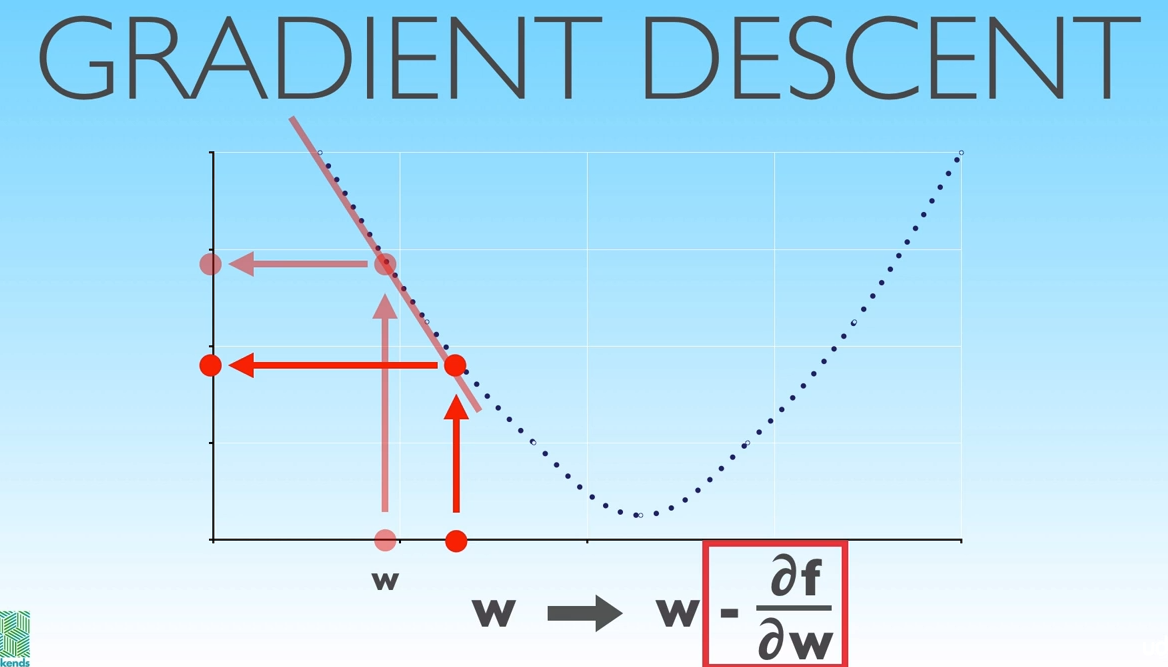 GRADIENT DESCENT
w
w → w - ∂f/∂w
kends